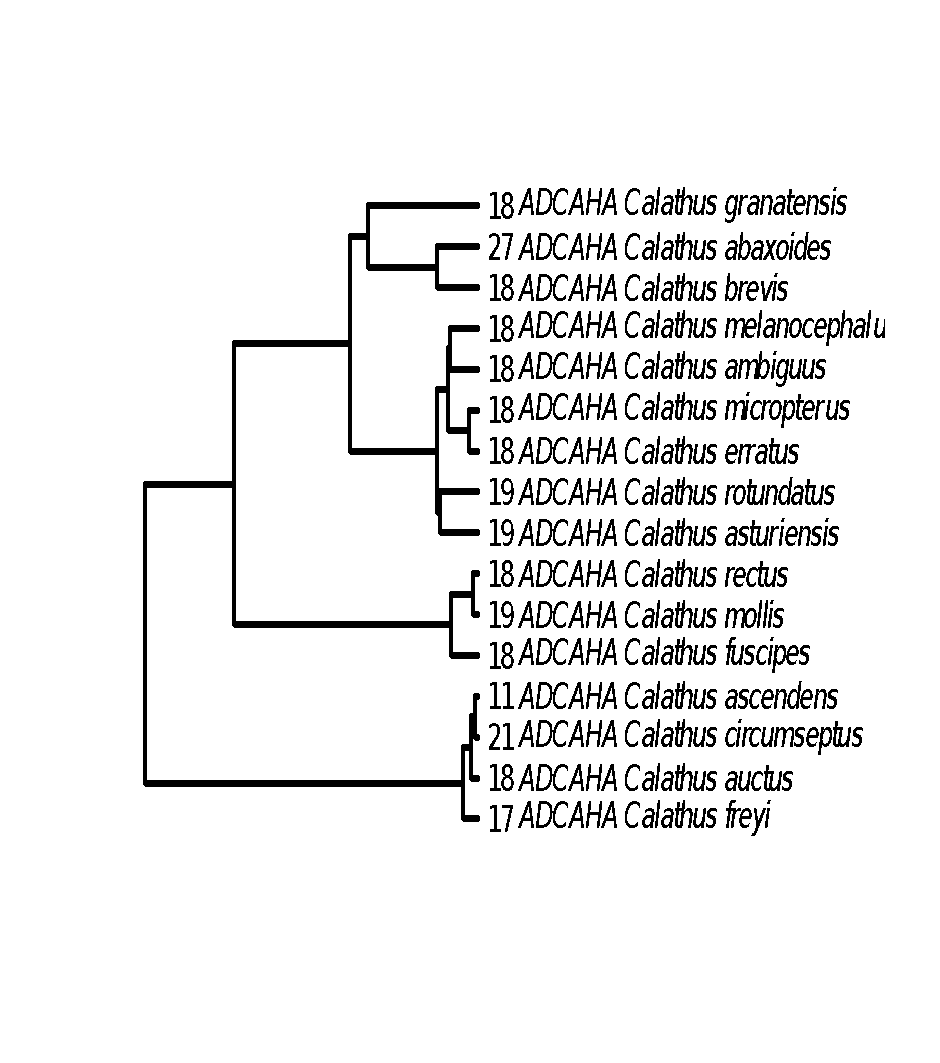 18 ADCAHA Calathus granatensis
27 ADCAHA Calathus abaxoides
18 ADCAHA Calathus brevis
18 ADCAHA Calathus melanocephalu
18 ADCAHA Calathus ambiguus
18 ADCAHA Calathus micropterus
18 ADCAHA Calathus erratus
19 ADCAHA Calathus rotundatus
19 ADCAHA Calathus asturiensis
18 ADCAHA Calathus rectus
19 ADCAHA Calathus mollis
18 ADCAHA Calathus fuscipes
11 ADCAHA Calathus ascendens
21 ADCAHA Calathus circumseptus
18 ADCAHA Calathus auctus
17 ADCAHA Calathus freyi